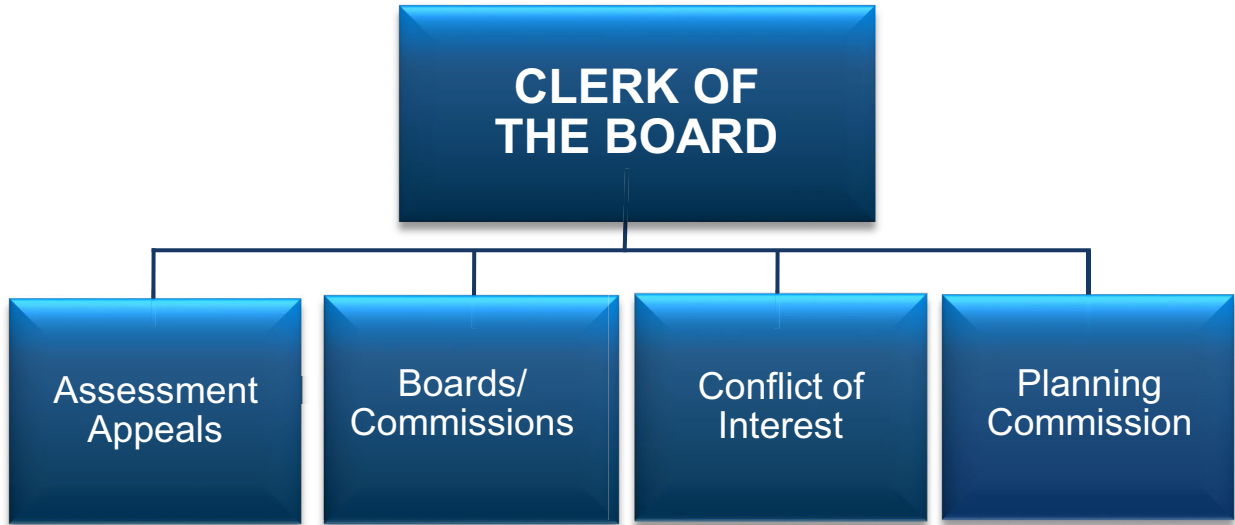 CLERK OF
THE BOARD
Assessment
Appeals
Boards/
Commissions
Conflict of
Interest
Planning
Commission